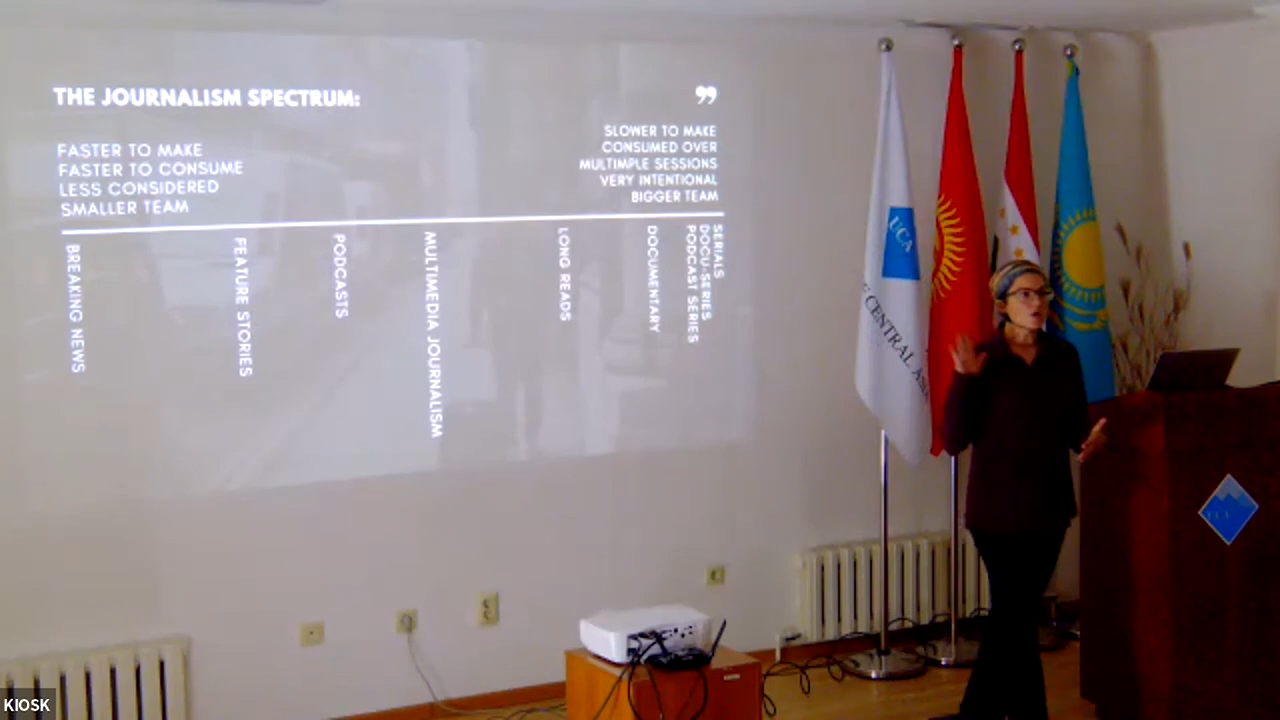 THE JOURNALISM SPECTRUM:
”
FASTER TO MAKE
FASTER TO CONSUME
LESS CONSIDERED
SMALLER TEAM
SLOWER TO MAKE
CONSUMED OVER
MULTIMPLE SESSIONS
VERY INTENTIONAL
BIGGER TEAM
BREAKING NEWS
FEATURE STORIES
PODCASTS
MULTIMEDIA JOURNALISM
LONG READS
DOCUMENTARY
SERIALS
DOCU-SERIES
PODCAST SERIES
UCA
CENTRAL
KIOSK